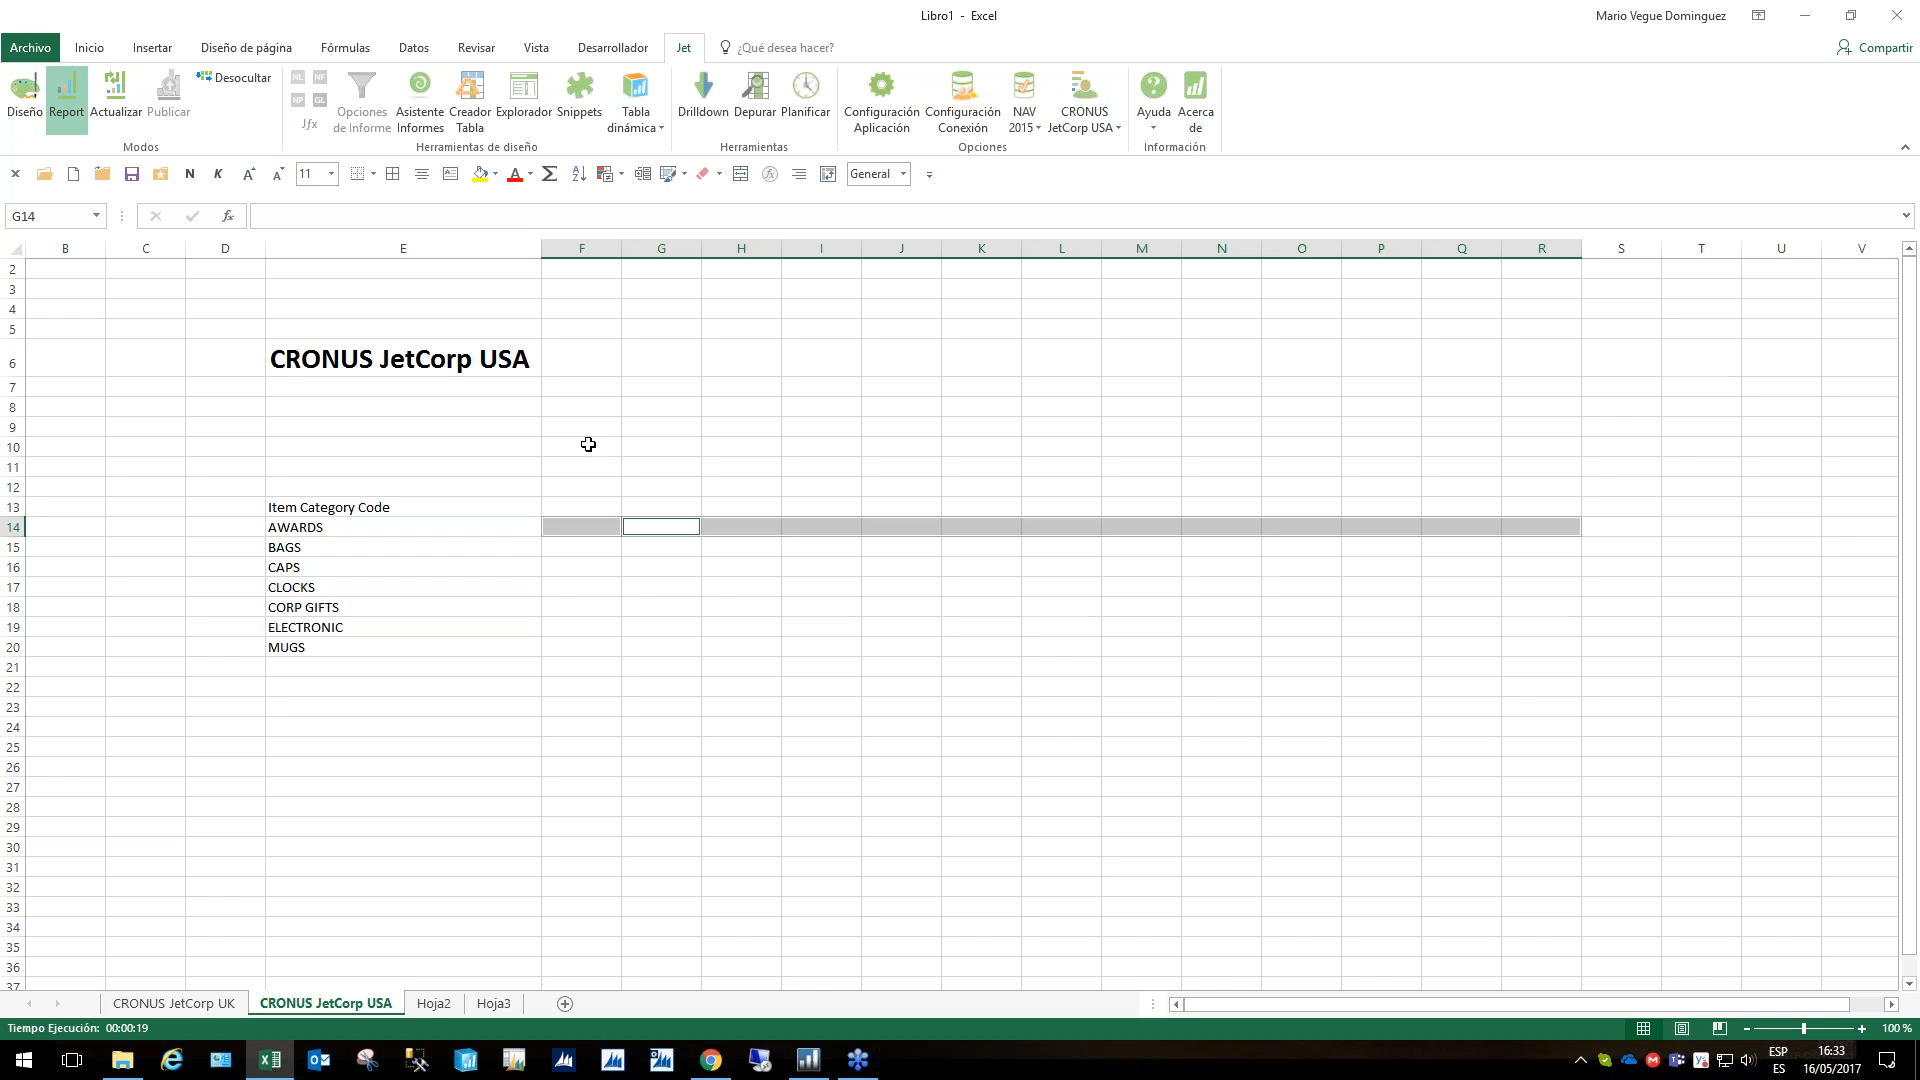 Libro1 - Excel
Mario Vegue Dominguez
Archivo Inicio Insertar Diseño de página Fórmulas Datos Revisar Vista Desarrollador Jet ¿Qué desea hacer? Compartir
Diseño Report Actualizar Publicar Desocultar
Modos
NL NF
NP GL
Jfx
Opciones de Informe
Asistente Informes
Creador Tabla
Explorador
Snippets
Tabla dinámica
Herramientas de diseño
Drilldown Depurar Planificar
Herramientas
Configuración Aplicación
Configuración Conexión
NAV 2015
CRONUS JetCorp USA
Opciones
Ayuda
Acerca de
Información
N K A A 11 A General
G14 fx
B C D E F G H I J K L M N O P Q R S T U V
2
3
4
5
6 CRONUS JetCorp USA
7
8
9
10
11
12
13 Item Category Code
14 AWARDS
15 BAGS
16 CAPS
17 CLOCKS
18 CORP GIFTS
19 ELECTRONIC
20 MUGS
21
22
23
24
25
26
27
28
29
30
31
32
33
34
35
36
37
CRONUS JetCorp UK CRONUS JetCorp USA Hoja2 Hoja3
Tiempo Ejecución: 00:00:19
100 %
ESP
ES
16:33
16/05/2017